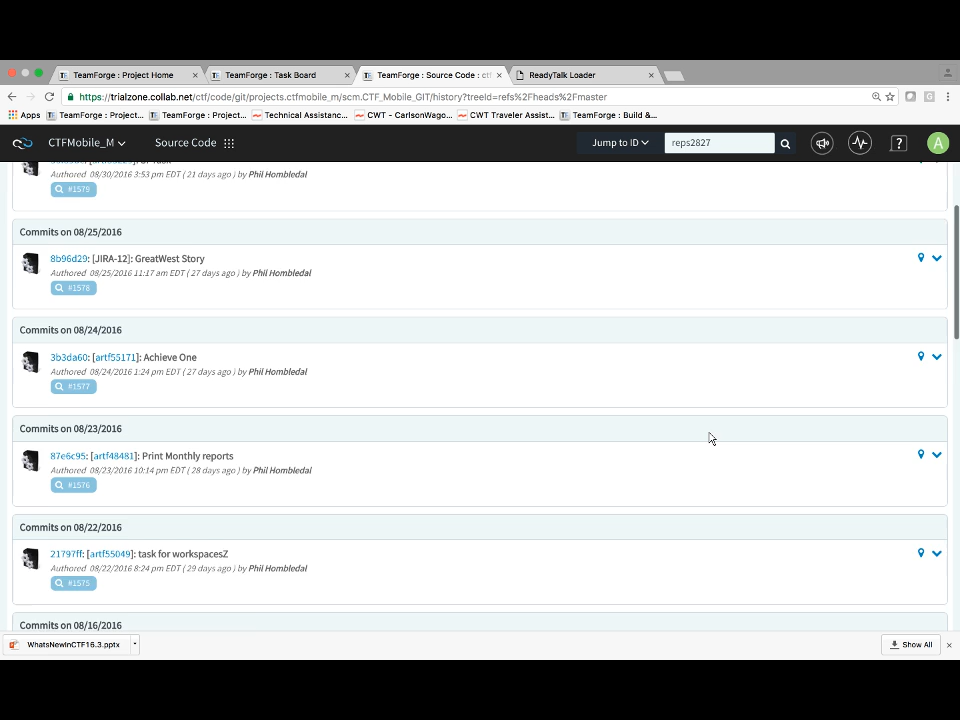 TeamForge : Project Home
TeamForge : Task Board
TeamForge : Source Code : ctf
ReadyTalk Loader
https://trialzone.collab.net/ctf/code/git/projects.ctfmobile_m/scm.CTF_Mobile_GIT/history?treeId=refs%2Fheads%2Fmaster
Apps
TeamForge : Project...
TeamForge : Project...
Technical Assistanc...
CWT - CarlsonWago...
CWT Traveler Assist...
TeamForge : Build &...
CTFMobile_M
Source Code
Jump to ID
reps2827
?
A
Authored 08/30/2016 3:53 pm EDT ( 21 days ago ) by Phil Hombledal
#1579
Commits on 08/25/2016
8b96d29: [JIRA-12]: GreatWest Story
Authored 08/25/2016 11:17 am EDT ( 27 days ago ) by Phil Hombledal
#1578
Commits on 08/24/2016
3b3da60: [artf55171]: Achieve One
Authored 08/24/2016 1:24 pm EDT ( 27 days ago ) by Phil Hombledal
#1577
Commits on 08/23/2016
87e6c95: [artf48481]: Print Monthly reports
Authored 08/23/2016 10:14 pm EDT ( 28 days ago ) by Phil Hombledal
#1576
Commits on 08/22/2016
21797ff: [artf55049]: task for workspacesZ
Authored 08/22/2016 8:24 pm EDT ( 29 days ago ) by Phil Hombledal
#1575
Commits on 08/16/2016
WhatsNewInCTF16.3.pptx
Show All